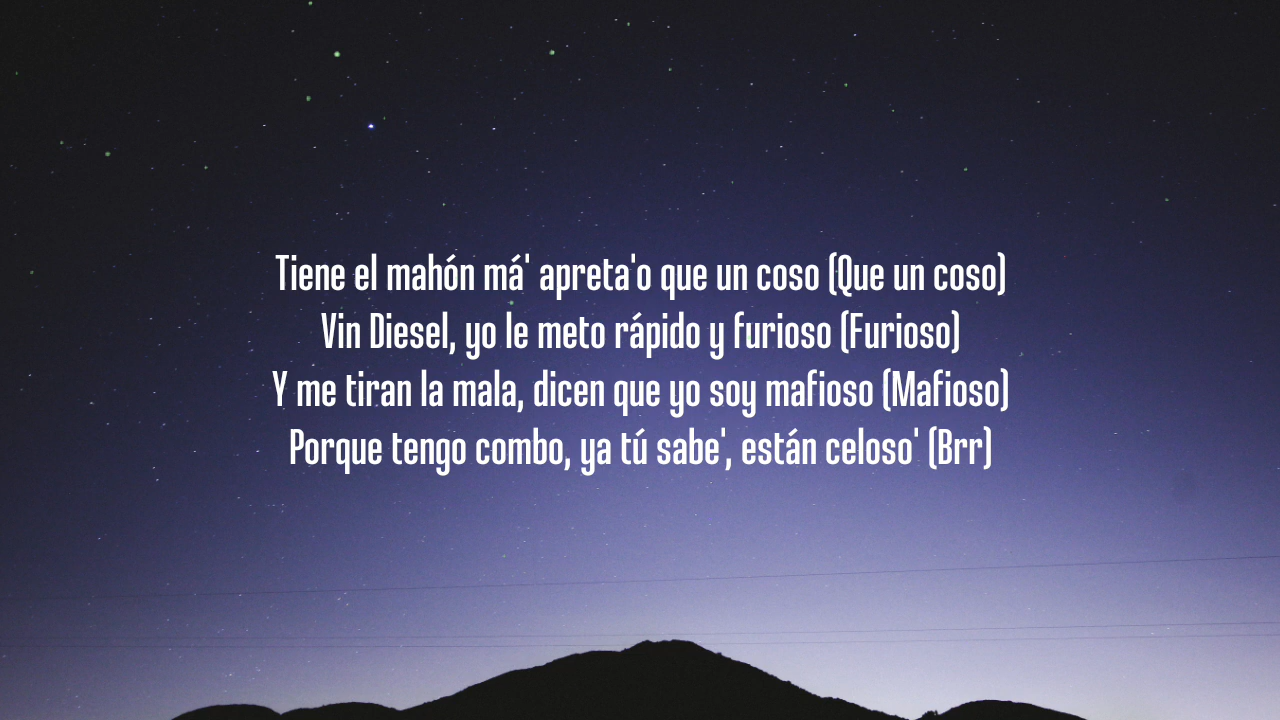 Tiene el mahón má' apreta'o que un coso (Que un coso)
Vin Diesel, yo le meto rápido y furioso (Furioso)
Y me tiran la mala, dicen que yo soy mafioso (Mafioso)
Porque tengo combo, ya tú sabe', están celoso' (Brr)